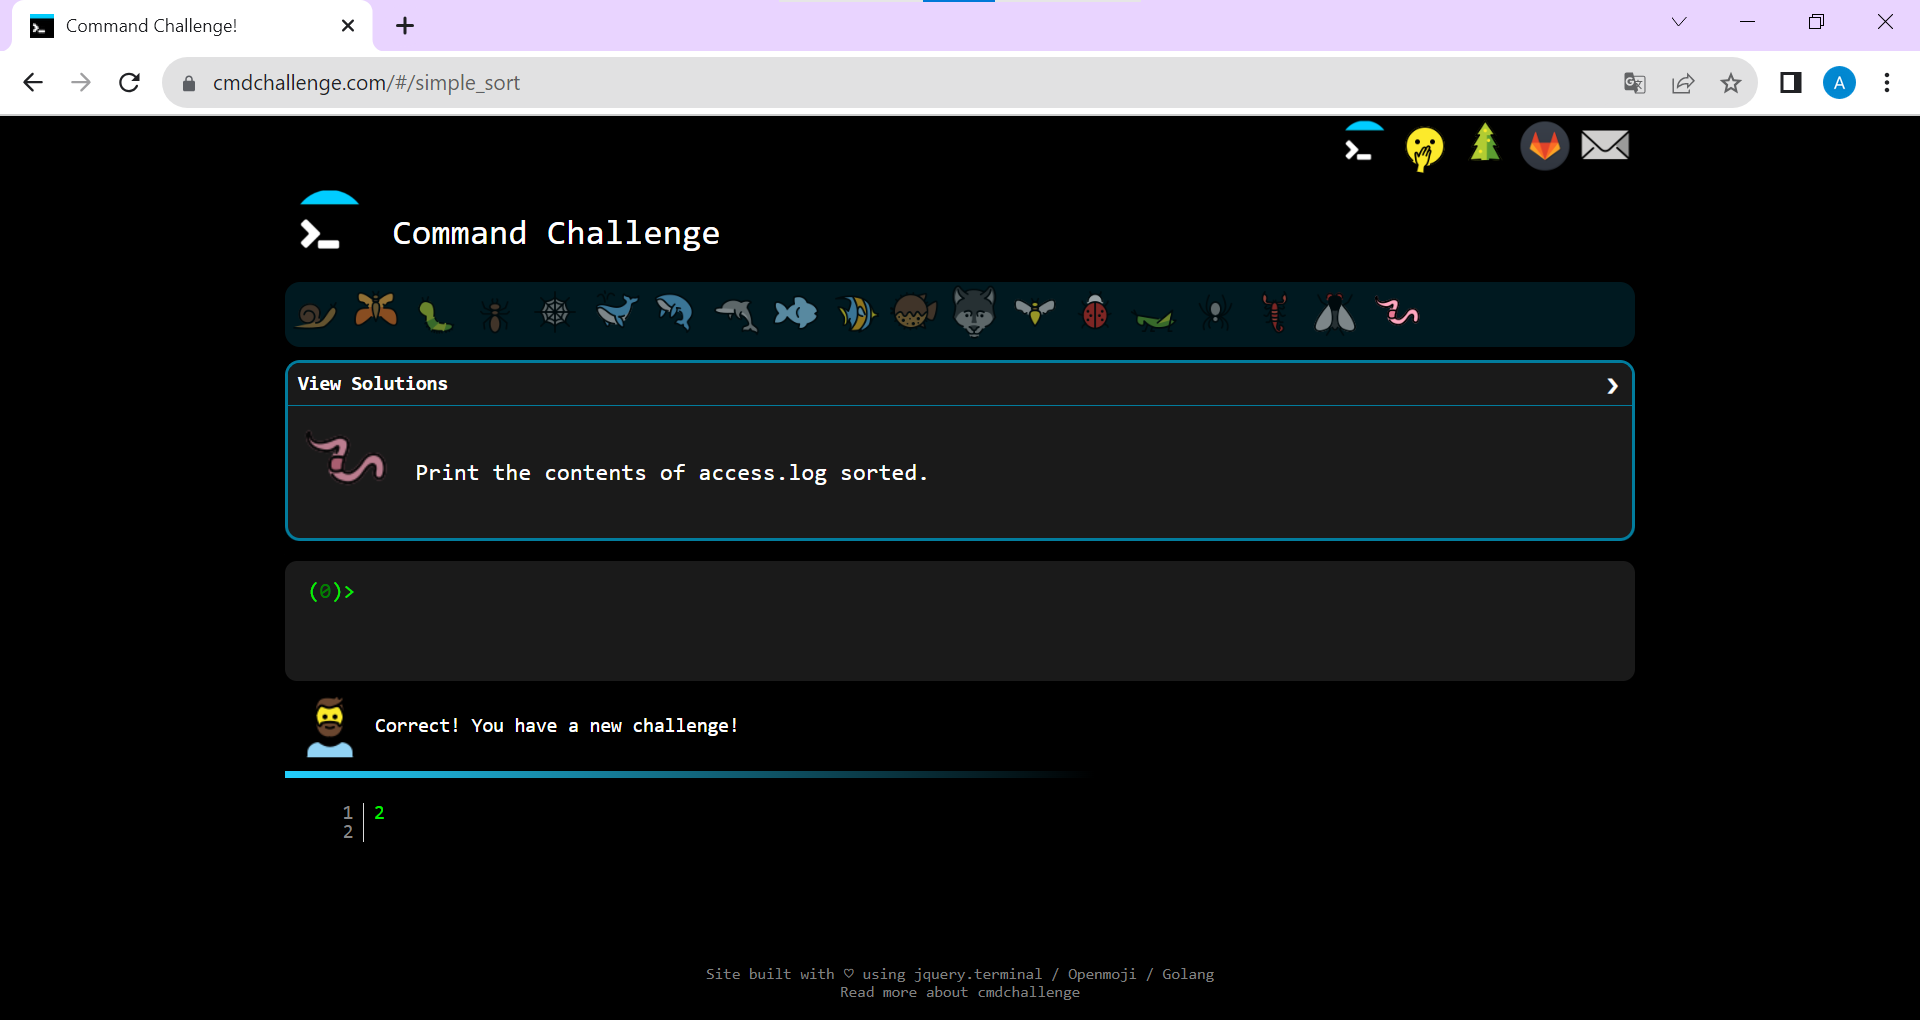 Command Challenge!
cmdchallenge.com/#/simple_sort
A
Command Challenge
View Solutions
Print the contents of access.log sorted.
(0)>
Correct! You have a new challenge!
1 2
2
Site built with ♡ using jquery.terminal / Openmoji / Golang
Read more about cmdchallenge